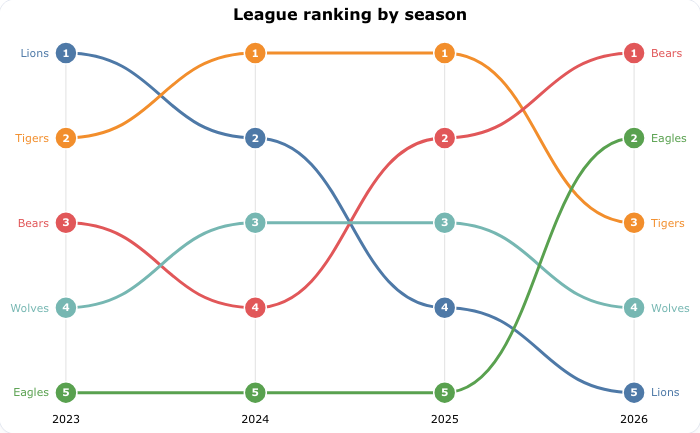 League ranking by season
Lions 1 1 1 1 Bears
Tigers 2 2 2 2 Eagles
Bears 3 3 3 3 Tigers
Wolves 4 4 4 4 Wolves
Eagles 5 5 5 5 Lions
2023 2024 2025 2026